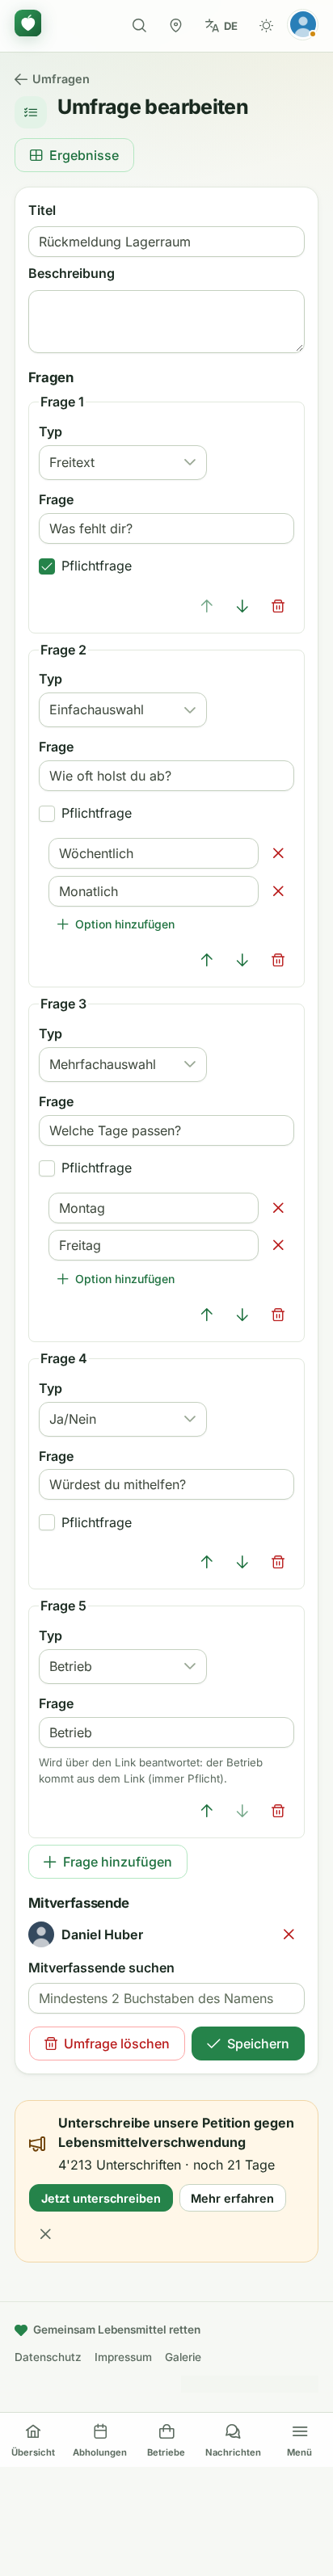 DE
Umfragen
Umfrage bearbeiten
Ergebnisse
Titel
Rückmeldung Lagerraum
Beschreibung
Fragen
Frage 1
Typ
Freitext
Frage
Was fehlt dir?
Pflichtfrage
Frage 2
Typ
Einfachauswahl
Frage
Wie oft holst du ab?
Pflichtfrage
Wöchentlich
Monatlich
Option hinzufügen
Frage 3
Typ
Mehrfachauswahl
Frage
Welche Tage passen?
Pflichtfrage
Montag
Freitag
Option hinzufügen
Frage 4
Typ
Ja/Nein
Frage
Würdest du mithelfen?
Pflichtfrage
Frage 5
Typ
Betrieb
Frage
Betrieb
Wird über den Link beantwortet: der Betrieb
kommt aus dem Link (immer Pflicht).
Frage hinzufügen
Mitverfassende
Daniel Huber
Mitverfassende suchen
Mindestens 2 Buchstaben des Namens
Umfrage löschen
Speichern
Unterschreibe unsere Petition gegen
Lebensmittelverschwendung
4'213 Unterschriften · noch 21 Tage
Jetzt unterschreiben
Mehr erfahren
Gemeinsam Lebensmittel retten
Datenschutz Impressum Galerie
Übersicht Abholungen Betriebe Nachrichten Menü